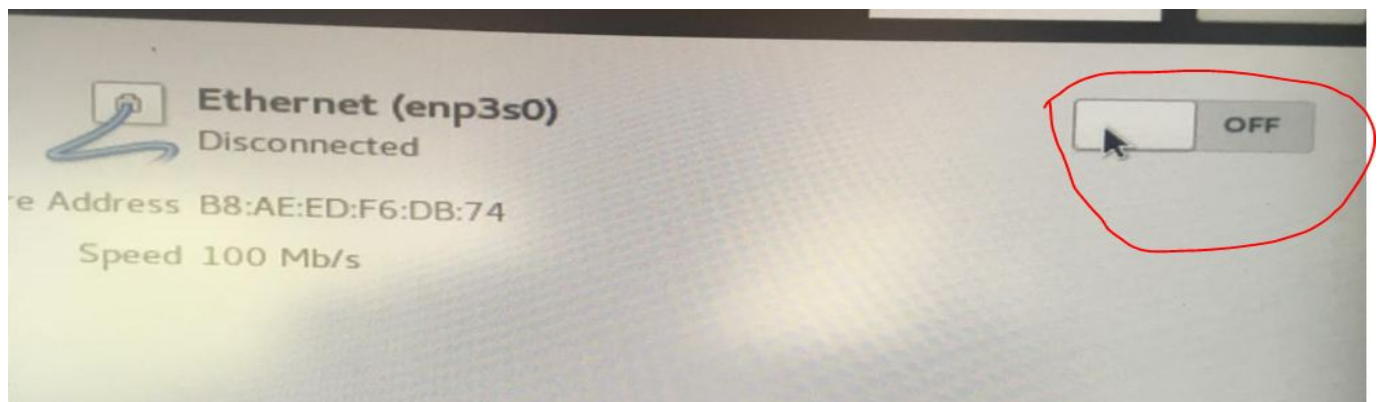 Ethernet (enp3s0)
Disconnected
OFF
e Address B8:AE:ED:F6:DB:74
Speed 100 Mb/s